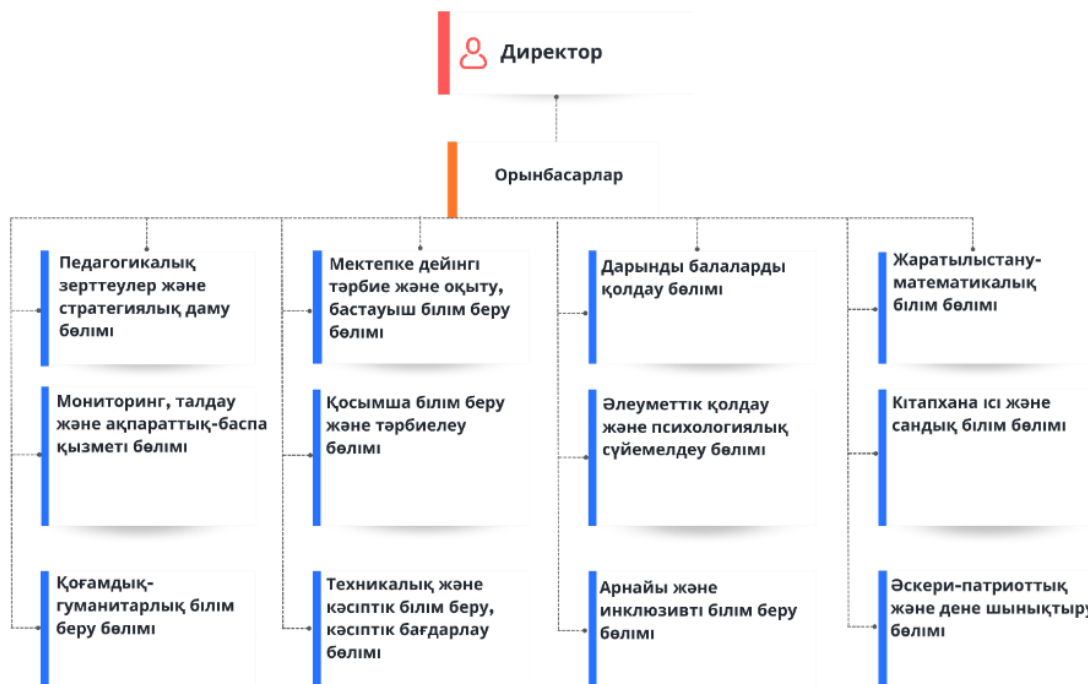 Директор
Орынбасарлар
Педагогикалық
зерттеулер және
стратегиялық даму
бөлімі
Мектепке дейінгі
тәрбие және оқыту,
бастауыш білім беру
бөлімі
Дарынды балаларды
қолдау бөлімі
Жаратылыстану-
математикалық
білім бөлімі
Мониторинг, талдау
және ақпараттық-баспа
қызметі бөлімі
Қосымша білім беру
және тәрбиелеу
бөлімі
Әлеуметтік қолдау
және психологиялық
сүйемелдеу бөлімі
Кітапхана ісі және
сандық білім бөлімі
Қоғамдық-
гуманитарлық білім
беру бөлімі
Техникалық және
кәсіптік білім беру,
кәсіптік бағдарлау
бөлімі
Арнайы және
инклюзивті білім беру
бөлімі
Әскери-патриоттық
және дене шынықтыру
бөлімі